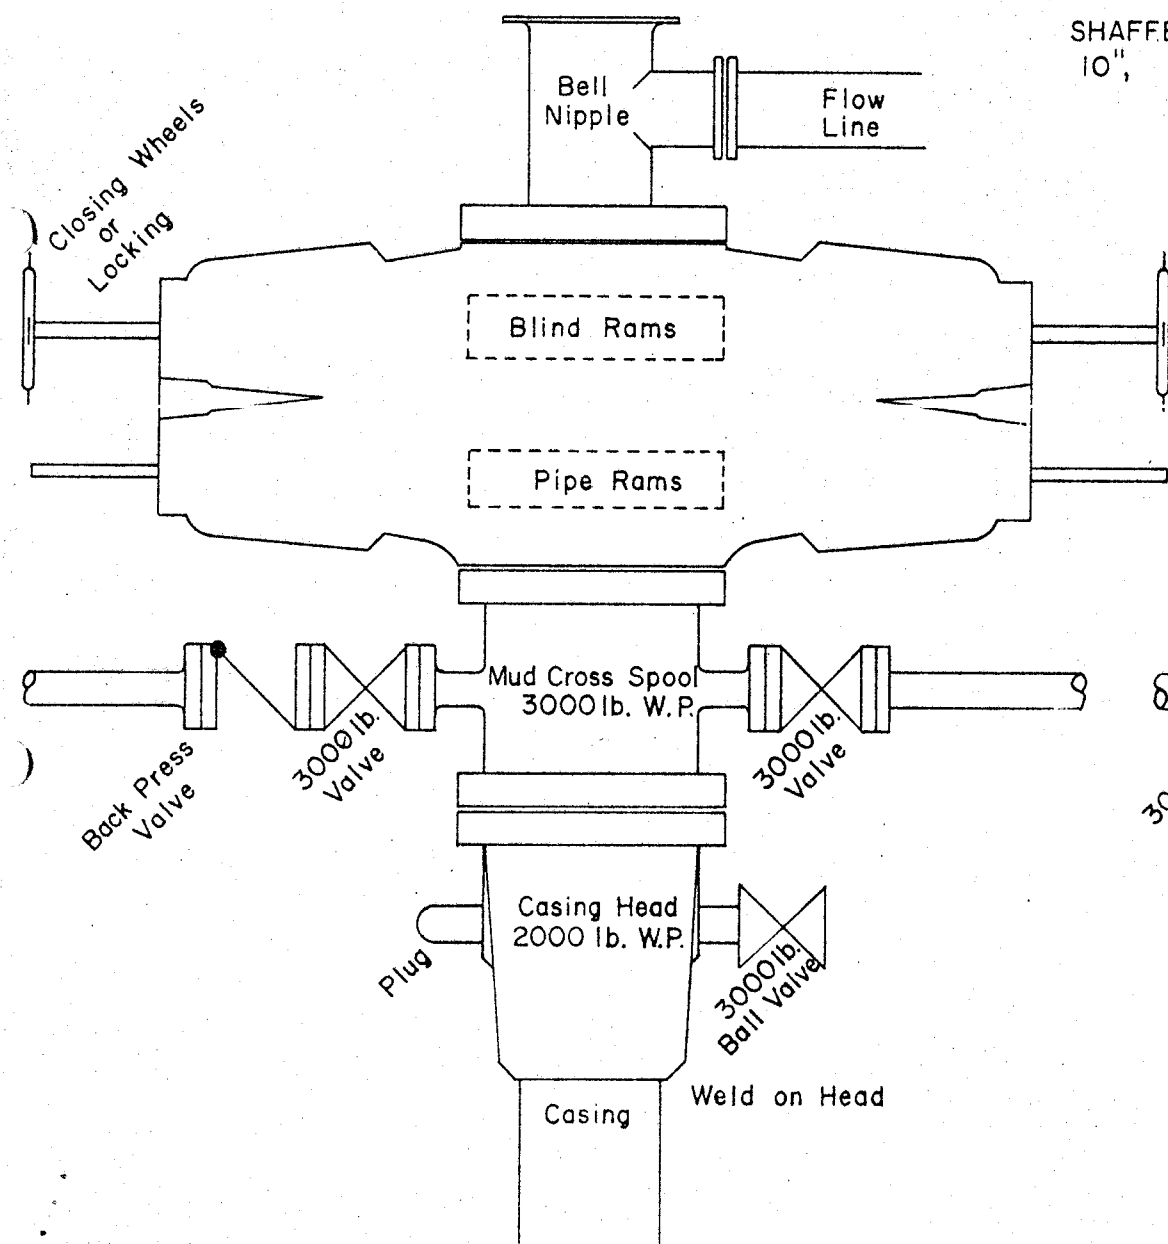 SHAFFE
10",
Bell
Nipple
Flow
Line
Closing Wheels
or
Locking
Blind Rams
Pipe Rams
Mud Cross Spool
3000 lb. W.P.
Back Press
Valve
3000 lb.
Valve
3000 lb.
Valve
30
Casing Head
2000 lb. W.P.
Plug
3000 lb.
Ball Valve
Weld on Head
Casing